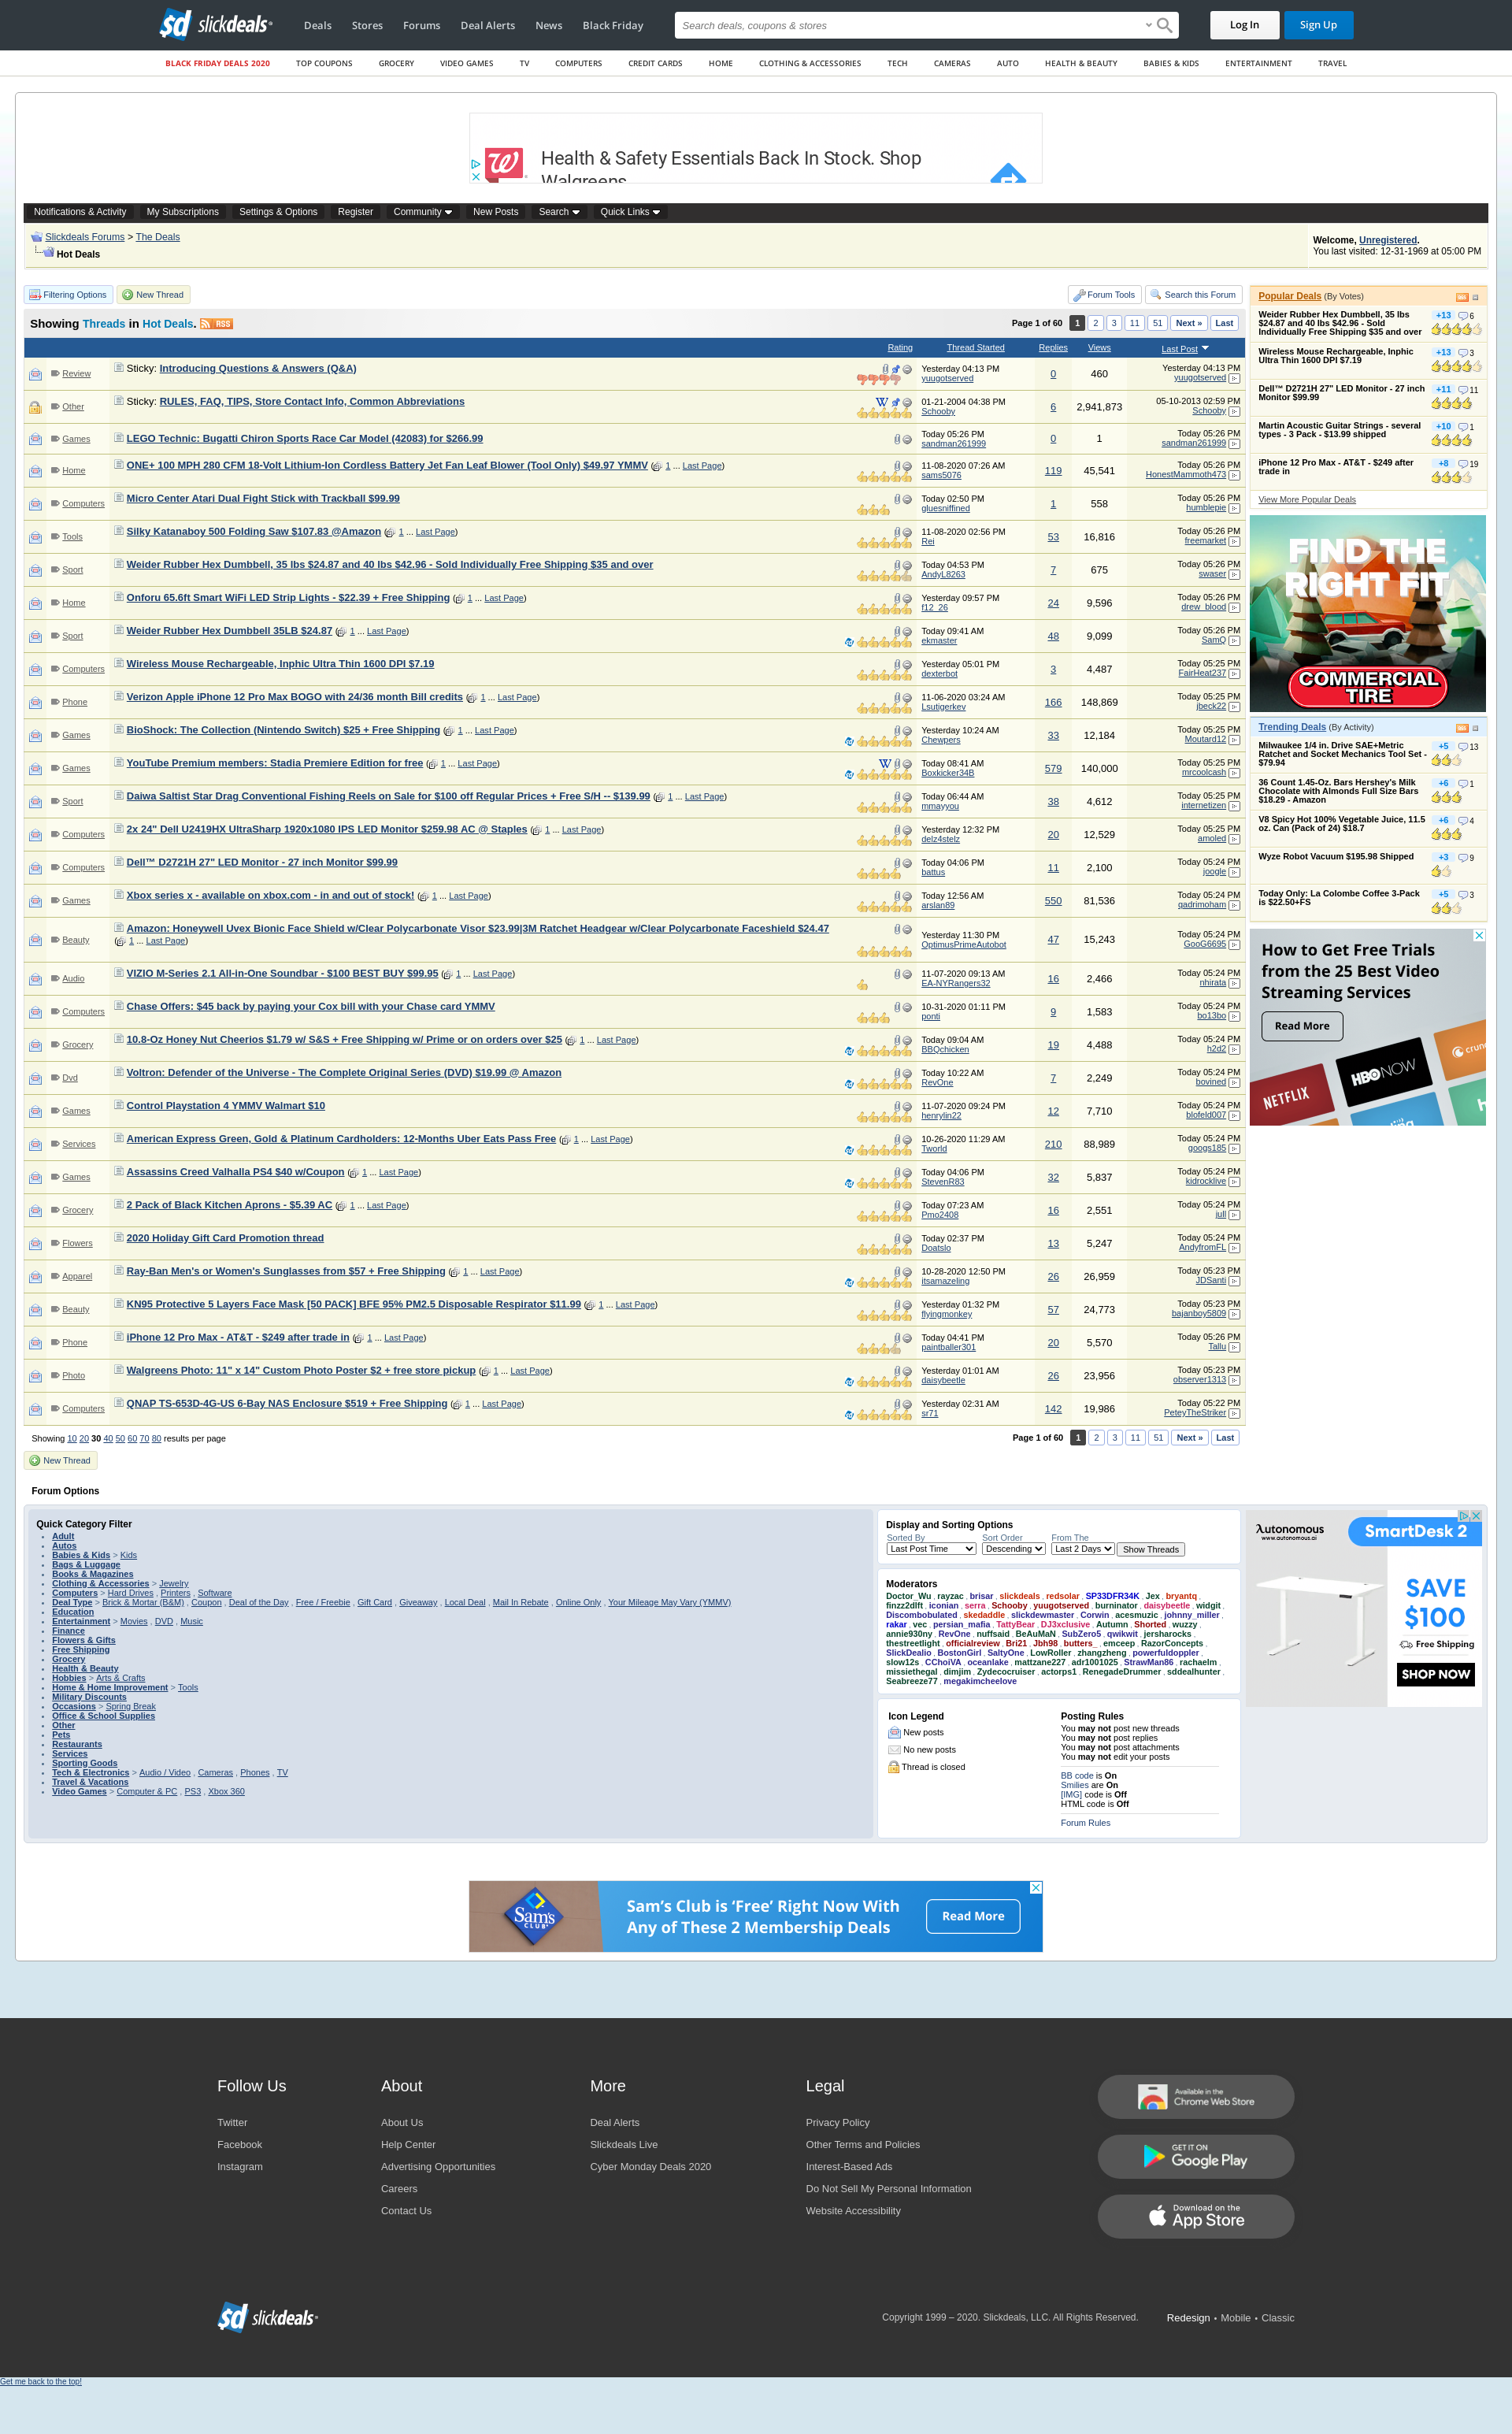 slickdeals
Deals Stores Forums Deal Alerts News Black Friday
Search deals, coupons & stores
Log In Sign Up
BLACK FRIDAY DEALS 2020 TOP COUPONS GROCERY VIDEO GAMES TV COMPUTERS CREDIT CARDS HOME CLOTHING & ACCESSORIES TECH CAMERAS AUTO HEALTH & BEAUTY BABIES & KIDS ENTERTAINMENT TRAVEL
Health & Safety Essentials Back In Stock. Shop
Walgreens
Notifications & Activity My Subscriptions Settings & Options Register Community New Posts Search Quick Links
Slickdeals Forums > The Deals
Hot Deals
Welcome, Unregistered.
You last visited: 12-31-1969 at 05:00 PM
Filtering Options New Thread Forum Tools Search this Forum
Showing Threads in Hot Deals. RSS
Page 1 of 60 1 2 3 11 51 Next » Last
Rating Thread Started Replies Views Last Post
Review Sticky: Introducing Questions & Answers (Q&A) Yesterday 04:13 PM yuugotserved 0 460 Yesterday 04:13 PM yuugotserved
Other Sticky: RULES, FAQ, TIPS, Store Contact Info, Common Abbreviations 01-21-2004 04:38 PM Schooby 6 2,941,873 05-10-2013 02:59 PM Schooby
Games LEGO Technic: Bugatti Chiron Sports Race Car Model (42083) for $266.99 Today 05:26 PM sandman261999 0 1 Today 05:26 PM sandman261999
Home ONE+ 100 MPH 280 CFM 18-Volt Lithium-Ion Cordless Battery Jet Fan Leaf Blower (Tool Only) $49.97 YMMV ( 1 ... Last Page) 11-08-2020 07:26 AM sams5076 119 45,541 Today 05:26 PM HonestMammoth473
Computers Micro Center Atari Dual Fight Stick with Trackball $99.99 Today 02:50 PM gluesniffined 1 558 Today 05:26 PM humblepie
Tools Silky Katanaboy 500 Folding Saw $107.83 @Amazon ( 1 ... Last Page) 11-08-2020 02:56 PM Rei 53 16,816 Today 05:26 PM freemarket
Sport Weider Rubber Hex Dumbbell, 35 lbs $24.87 and 40 lbs $42.96 - Sold Individually Free Shipping $35 and over Today 04:53 PM AndyL8263 7 675 Today 05:26 PM swaser
Home Onforu 65.6ft Smart WiFi LED Strip Lights - $22.39 + Free Shipping ( 1 ... Last Page) Yesterday 09:57 PM f12_26 24 9,596 Today 05:26 PM drew_blood
Sport Weider Rubber Hex Dumbbell 35LB $24.87 ( 1 ... Last Page) Today 09:41 AM ekmaster 48 9,099 Today 05:26 PM SamQ
Computers Wireless Mouse Rechargeable, Inphic Ultra Thin 1600 DPI $7.19 Yesterday 05:01 PM dexterbot 3 4,487 Today 05:25 PM FairHeat237
Phone Verizon Apple iPhone 12 Pro Max BOGO with 24/36 month Bill credits ( 1 ... Last Page) 11-06-2020 03:24 AM Lsutigerkev 166 148,869 Today 05:25 PM jbeck22
Games BioShock: The Collection (Nintendo Switch) $25 + Free Shipping ( 1 ... Last Page) Yesterday 10:24 AM Chewpers 33 12,184 Today 05:25 PM Moutard12
Games YouTube Premium members: Stadia Premiere Edition for free ( 1 ... Last Page) Today 08:41 AM Boxkicker34B 579 140,000 Today 05:25 PM mrcoolcash
Sport Daiwa Saltist Star Drag Conventional Fishing Reels on Sale for $100 off Regular Prices + Free S/H -- $139.99 ( 1 ... Last Page) Today 06:44 AM mmayyou 38 4,612 Today 05:25 PM internetizen
Computers 2x 24" Dell U2419HX UltraSharp 1920x1080 IPS LED Monitor $259.98 AC @ Staples ( 1 ... Last Page) Yesterday 12:32 PM delz4stelz 20 12,529 Today 05:25 PM amoled
Computers Dell™ D2721H 27" LED Monitor - 27 inch Monitor $99.99 Today 04:06 PM battus 11 2,100 Today 05:24 PM joogle
Games Xbox series x - available on xbox.com - in and out of stock! ( 1 ... Last Page) Today 12:56 AM arslan89 550 81,536 Today 05:24 PM qadrimoham
Beauty Amazon: Honeywell Uvex Bionic Face Shield w/Clear Polycarbonate Visor $23.99|3M Ratchet Headgear w/Clear Polycarbonate Faceshield $24.47 ( 1 ... Last Page) Yesterday 11:30 PM OptimusPrimeAutobot 47 15,243 Today 05:24 PM GooG6695
Audio VIZIO M-Series 2.1 All-in-One Soundbar - $100 BEST BUY $99.95 ( 1 ... Last Page) 11-07-2020 09:13 AM EA-NYRangers32 16 2,466 Today 05:24 PM nhirata
Computers Chase Offers: $45 back by paying your Cox bill with your Chase card YMMV 10-31-2020 01:11 PM ponti 9 1,583 Today 05:24 PM bo13bo
Grocery 10.8-Oz Honey Nut Cheerios $1.79 w/ S&S + Free Shipping w/ Prime or on orders over $25 ( 1 ... Last Page) Today 09:04 AM BBQchicken 19 4,488 Today 05:24 PM h2d2
Dvd Voltron: Defender of the Universe - The Complete Original Series (DVD) $19.99 @ Amazon Today 10:22 AM RevOne 7 2,249 Today 05:24 PM bovined
Games Control Playstation 4 YMMV Walmart $10 11-07-2020 09:24 PM henrylin22 12 7,710 Today 05:24 PM blofeld007
Services American Express Green, Gold & Platinum Cardholders: 12-Months Uber Eats Pass Free ( 1 ... Last Page) 10-26-2020 11:29 AM Tworld 210 88,989 Today 05:24 PM googs185
Games Assassins Creed Valhalla PS4 $40 w/Coupon ( 1 ... Last Page) Today 04:06 PM StevenR83 32 5,837 Today 05:24 PM kidrocklive
Grocery 2 Pack of Black Kitchen Aprons - $5.39 AC ( 1 ... Last Page) Today 07:23 AM Pmo2408 16 2,551 Today 05:24 PM jull
Flowers 2020 Holiday Gift Card Promotion thread Today 02:37 PM Doatslo 13 5,247 Today 05:24 PM AndyfromFL
Apparel Ray-Ban Men's or Women's Sunglasses from $57 + Free Shipping ( 1 ... Last Page) 10-28-2020 12:50 PM itsamazeling 26 26,959 Today 05:23 PM JDSanti
Beauty KN95 Protective 5 Layers Face Mask [50 PACK] BFE 95% PM2.5 Disposable Respirator $11.99 ( 1 ... Last Page) Yesterday 01:32 PM flyingmonkey 57 24,773 Today 05:23 PM bajanboy5809
Phone iPhone 12 Pro Max - AT&T - $249 after trade in ( 1 ... Last Page) Today 04:41 PM paintballer301 20 5,570 Today 05:26 PM Tallu
Photo Walgreens Photo: 11" x 14" Custom Photo Poster $2 + free store pickup ( 1 ... Last Page) Yesterday 01:01 AM daisybeetle 26 23,956 Today 05:23 PM observer1313
Computers QNAP TS-653D-4G-US 6-Bay NAS Enclosure $519 + Free Shipping ( 1 ... Last Page) Yesterday 02:31 AM sr71 142 19,986 Today 05:22 PM PeteyTheStriker
Showing 10 20 30 40 50 60 70 80 results per page
Page 1 of 60 1 2 3 11 51 Next » Last
New Thread
Popular Deals (By Votes)
Weider Rubber Hex Dumbbell, 35 lbs $24.87 and 40 lbs $42.96 - Sold Individually Free Shipping $35 and over +13 6
Wireless Mouse Rechargeable, Inphic Ultra Thin 1600 DPI $7.19 +13 3
Dell™ D2721H 27" LED Monitor - 27 inch Monitor $99.99 +11 11
Martin Acoustic Guitar Strings - several types - 3 Pack - $13.99 shipped +10 1
iPhone 12 Pro Max - AT&T - $249 after trade in +8 19
View More Popular Deals
FIND THE
RIGHT FIT
COMMERCIAL
TIRE
Trending Deals (By Activity)
Milwaukee 1/4 in. Drive SAE+Metric Ratchet and Socket Mechanics Tool Set - $79.94 +5 13
36 Count 1.45-Oz. Bars Hershey's Milk Chocolate with Almonds Full Size Bars $18.29 - Amazon +6 1
V8 Spicy Hot 100% Vegetable Juice, 11.5 oz. Can (Pack of 24) $18.7 +6 4
Wyze Robot Vacuum $195.98 Shipped +3 9
Today Only: La Colombe Coffee 3-Pack is $22.50+FS +5 3
How to Get Free Trials
from the 25 Best Video
Streaming Services
Read More
NETFLIX HBO NOW crunc
Forum Options
Quick Category Filter
Adult
Autos
Babies & Kids > Kids
Bags & Luggage
Books & Magazines
Clothing & Accessories > Jewelry
Computers > Hard Drives , Printers , Software
Deal Type > Brick & Mortar (B&M) , Coupon , Deal of the Day , Free / Freebie , Gift Card , Giveaway , Local Deal , Mail In Rebate , Online Only , Your Mileage May Vary (YMMV)
Education
Entertainment > Movies , DVD , Music
Finance
Flowers & Gifts
Free Shipping
Grocery
Health & Beauty
Hobbies > Arts & Crafts
Home & Home Improvement > Tools
Military Discounts
Occasions > Spring Break
Office & School Supplies
Other
Pets
Restaurants
Services
Sporting Goods
Tech & Electronics > Audio / Video , Cameras , Phones , TV
Travel & Vacations
Video Games > Computer & PC , PS3 , Xbox 360
Display and Sorting Options
Sorted By Sort Order From The
Last Post Time Descending Last 2 Days Show Threads
Moderators
Doctor_Wu , rayzac , brisar , slickdeals , redsolar , SP33DFR34K , Jex , bryantq ,
finzz2dlft , iconian , serra , Schooby , yuugotserved , burninator , daisybeetle , widgit ,
Discombobulated , skedaddle , slickdewmaster , Corwin , acesmuzic , johnny_miller ,
rakar , vec , persian_mafia , TattyBear , DJ3xclusive , Autumn , Shorted , wuzzy ,
annie930ny , RevOne , nuffsaid , BeAuMaN , SubZero5 , qwikwit , jersharocks ,
thestreetlight , officialreview , Bri21 , Jbh98 , butters_ , emceep , RazorConcepts ,
SlickDealio , BostonGirl , SaltyOne , LowRoller , zhangzheng , powerfuldoppler ,
slow12s , CChoiVA , oceanlake , mattzane227 , adr1001025 , StrawMan86 , rachaelm ,
missiethegal , dimjim , Zydecocruiser , actorps1 , RenegadeDrummer , sddealhunter ,
Seabreeze77 , megakimcheelove
Icon Legend
New posts
No new posts
Thread is closed
Posting Rules
You may not post new threads
You may not post replies
You may not post attachments
You may not edit your posts
BB code is On
Smilies are On
[IMG] code is Off
HTML code is Off
Forum Rules
Autonomous
www.autonomous.ai
SmartDesk 2
SAVE
$100
Free Shipping
SHOP NOW
Sam's CLUB
Sam's Club is 'Free' Right Now With
Any of These 2 Membership Deals
Read More
Follow Us About More Legal
Twitter
Facebook
Instagram
About Us
Help Center
Advertising Opportunities
Careers
Contact Us
Deal Alerts
Slickdeals Live
Cyber Monday Deals 2020
Privacy Policy
Other Terms and Policies
Interest-Based Ads
Do Not Sell My Personal Information
Website Accessibility
Available in the
Chrome Web Store
GET IT ON
Google Play
Download on the
App Store
slickdeals
Copyright 1999 – 2020. Slickdeals, LLC. All Rights Reserved.
Redesign • Mobile • Classic
Get me back to the top!